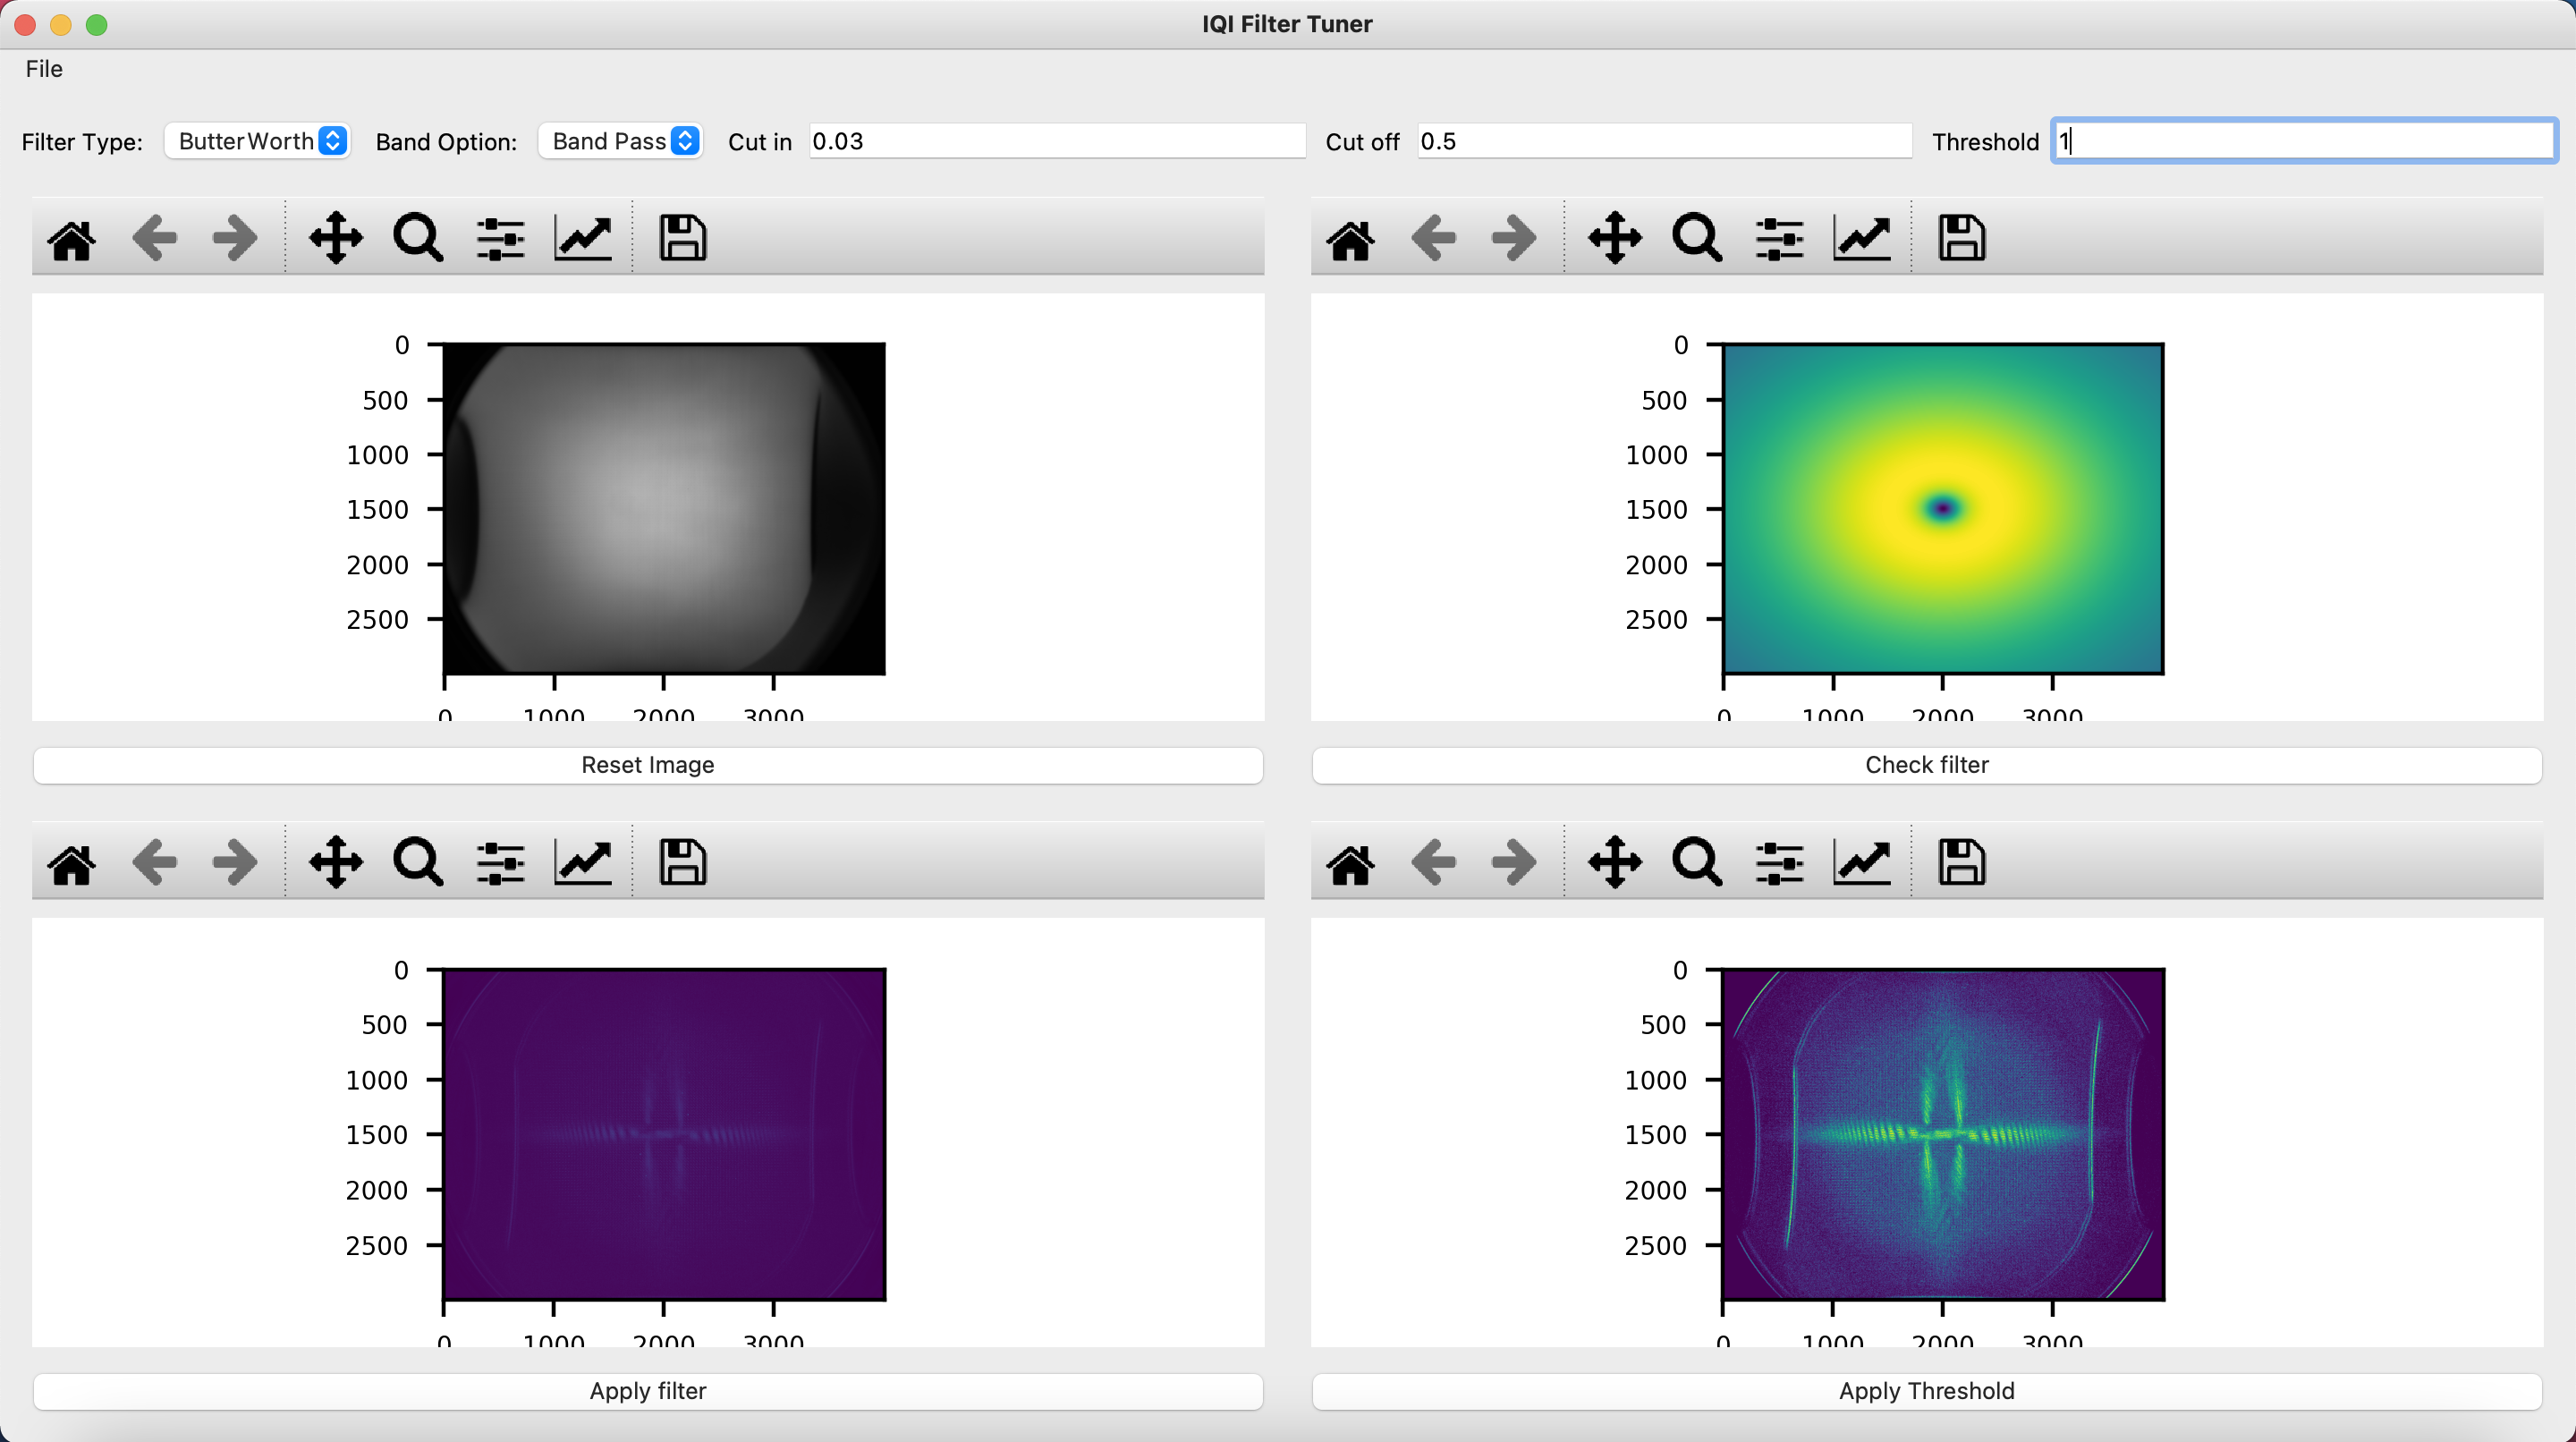 IQI Filter Tuner
File
Filter Type: ButterWorth Band Option: Band Pass Cut in 0.03 Cut off 0.5 Threshold 1
0
500
1000
1500
2000
2500
0 1000 2000 3000
0
500
1000
1500
2000
2500
0 1000 2000 3000
Reset Image
Check filter
0
500
1000
1500
2000
2500
0 1000 2000 3000
0
500
1000
1500
2000
2500
0 1000 2000 3000
Apply filter
Apply Threshold